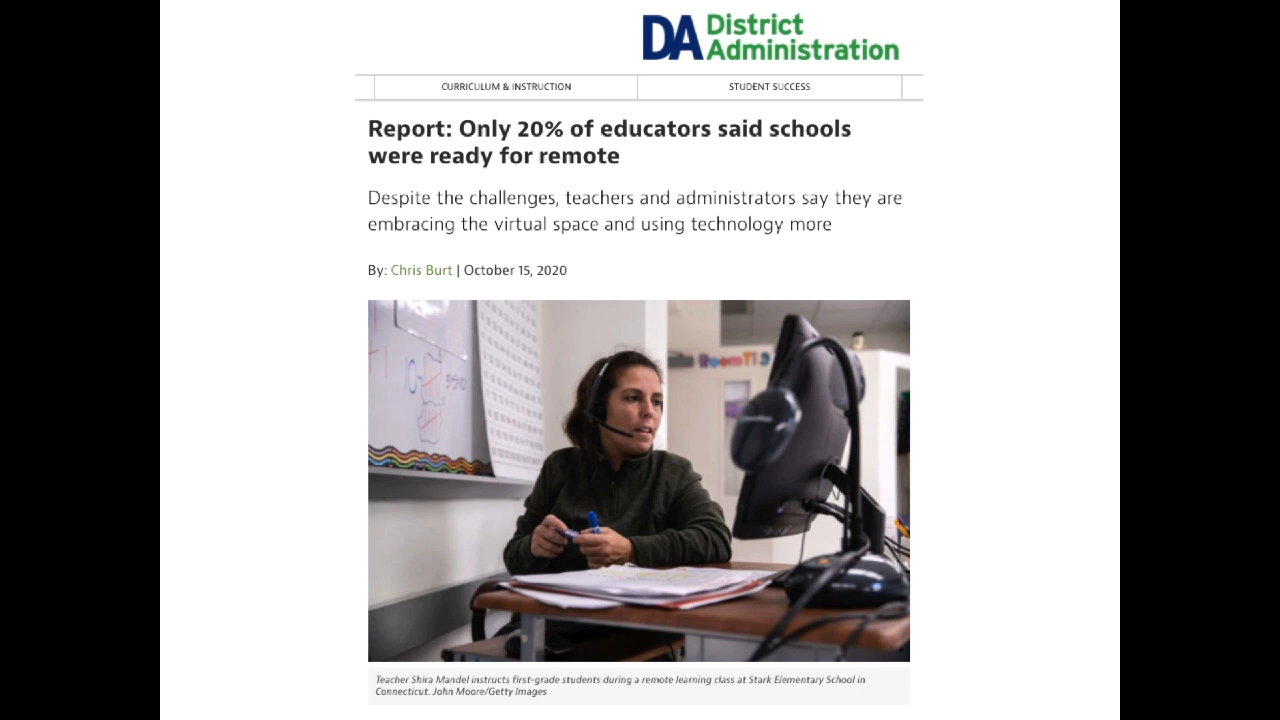 DA District
Administration
CURRICULUM & INSTRUCTION
STUDENT SUCCESS
Report: Only 20% of educators said schools
were ready for remote
Despite the challenges, teachers and administrators say they are
embracing the virtual space and using technology more
By: Chris Burt | October 15, 2020
Teacher Shira Mandel instructs first-grade students during a remote learning class at Stark Elementary School in
Connecticut. John Moore/Getty Images